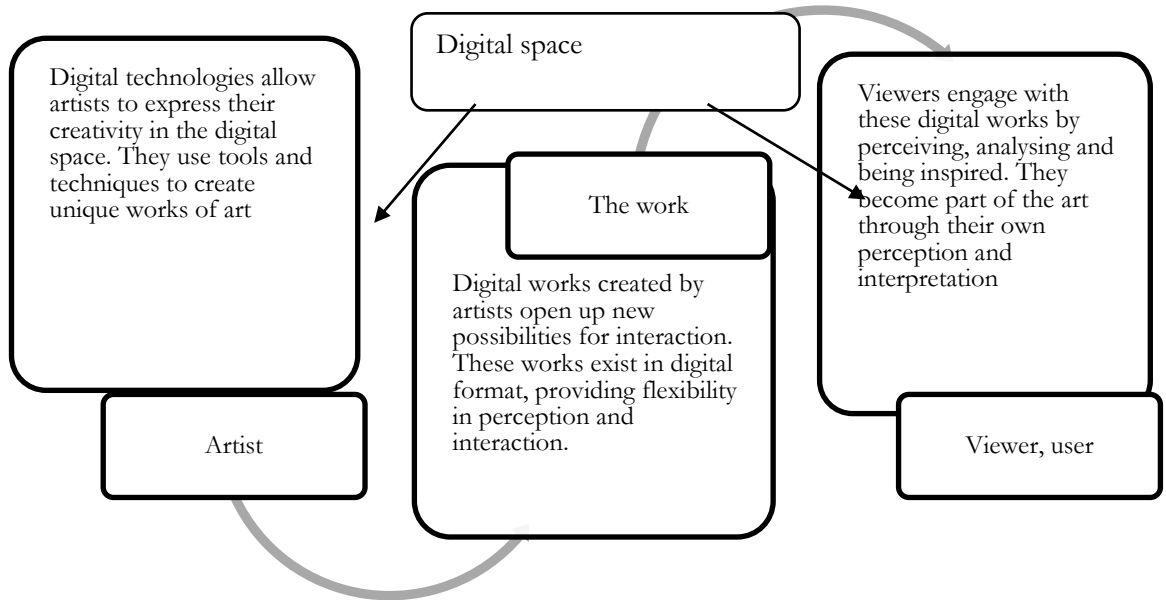 Digital space
Digital technologies allow
artists to express their
creativity in the digital
space. They use tools and
techniques to create
unique works of art
Artist
The work
Digital works created by
artists open up new
possibilities for interaction.
These works exist in digital
format, providing flexibility
in perception and
interaction.
Viewers engage with
these digital works by
perceiving, analysing and
being inspired. They
become part of the art
through their own
perception and
interpretation
Viewer, user